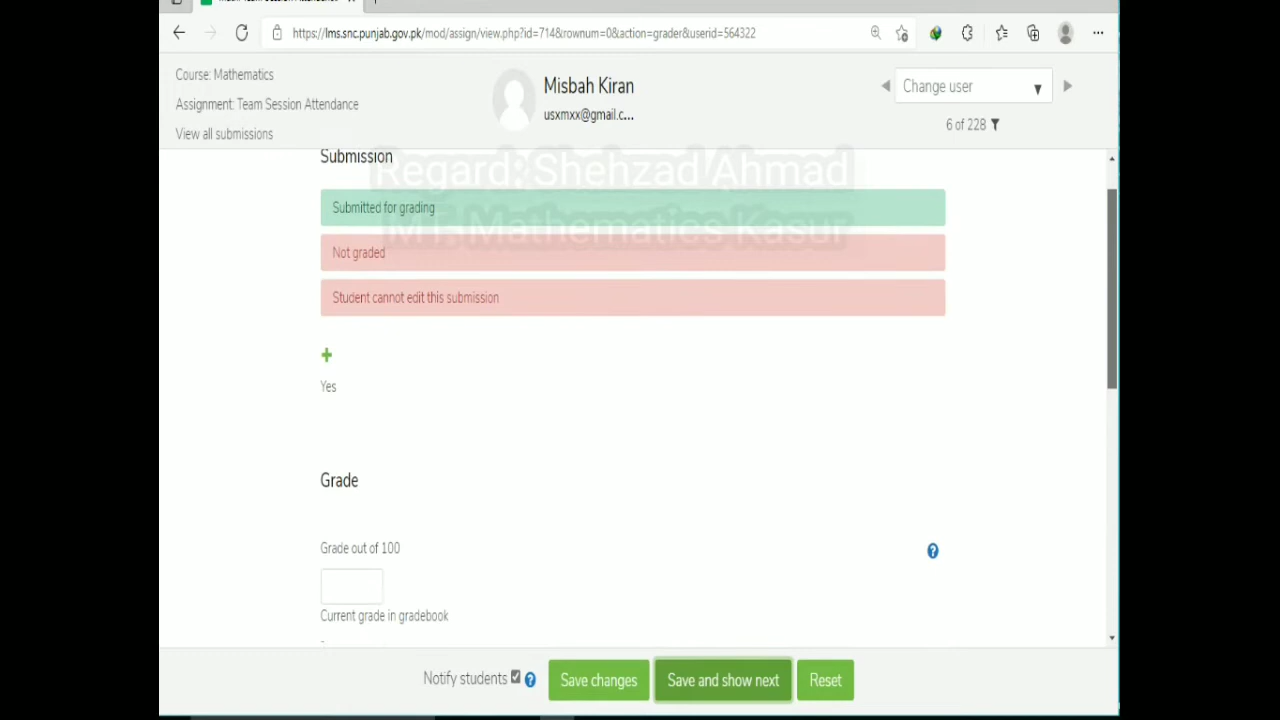 https://lms.snc.punjab.gov.pk/mod/assign/view.php?id=714&rownum=0&action=grader&userid=564322
Course: Mathematics
Assignment: Team Session Attendance
View all submissions
Misbah Kiran
usxmxx@gmail.c...
Change user
6 of 228
Submission
Regard: Shehzad Ahmad
MT. Mathematics Kasur
Submitted for grading
Not graded
Student cannot edit this submission
Yes
Grade
Grade out of 100
Current grade in gradebook
-
Notify students
Save changes
Save and show next
Reset